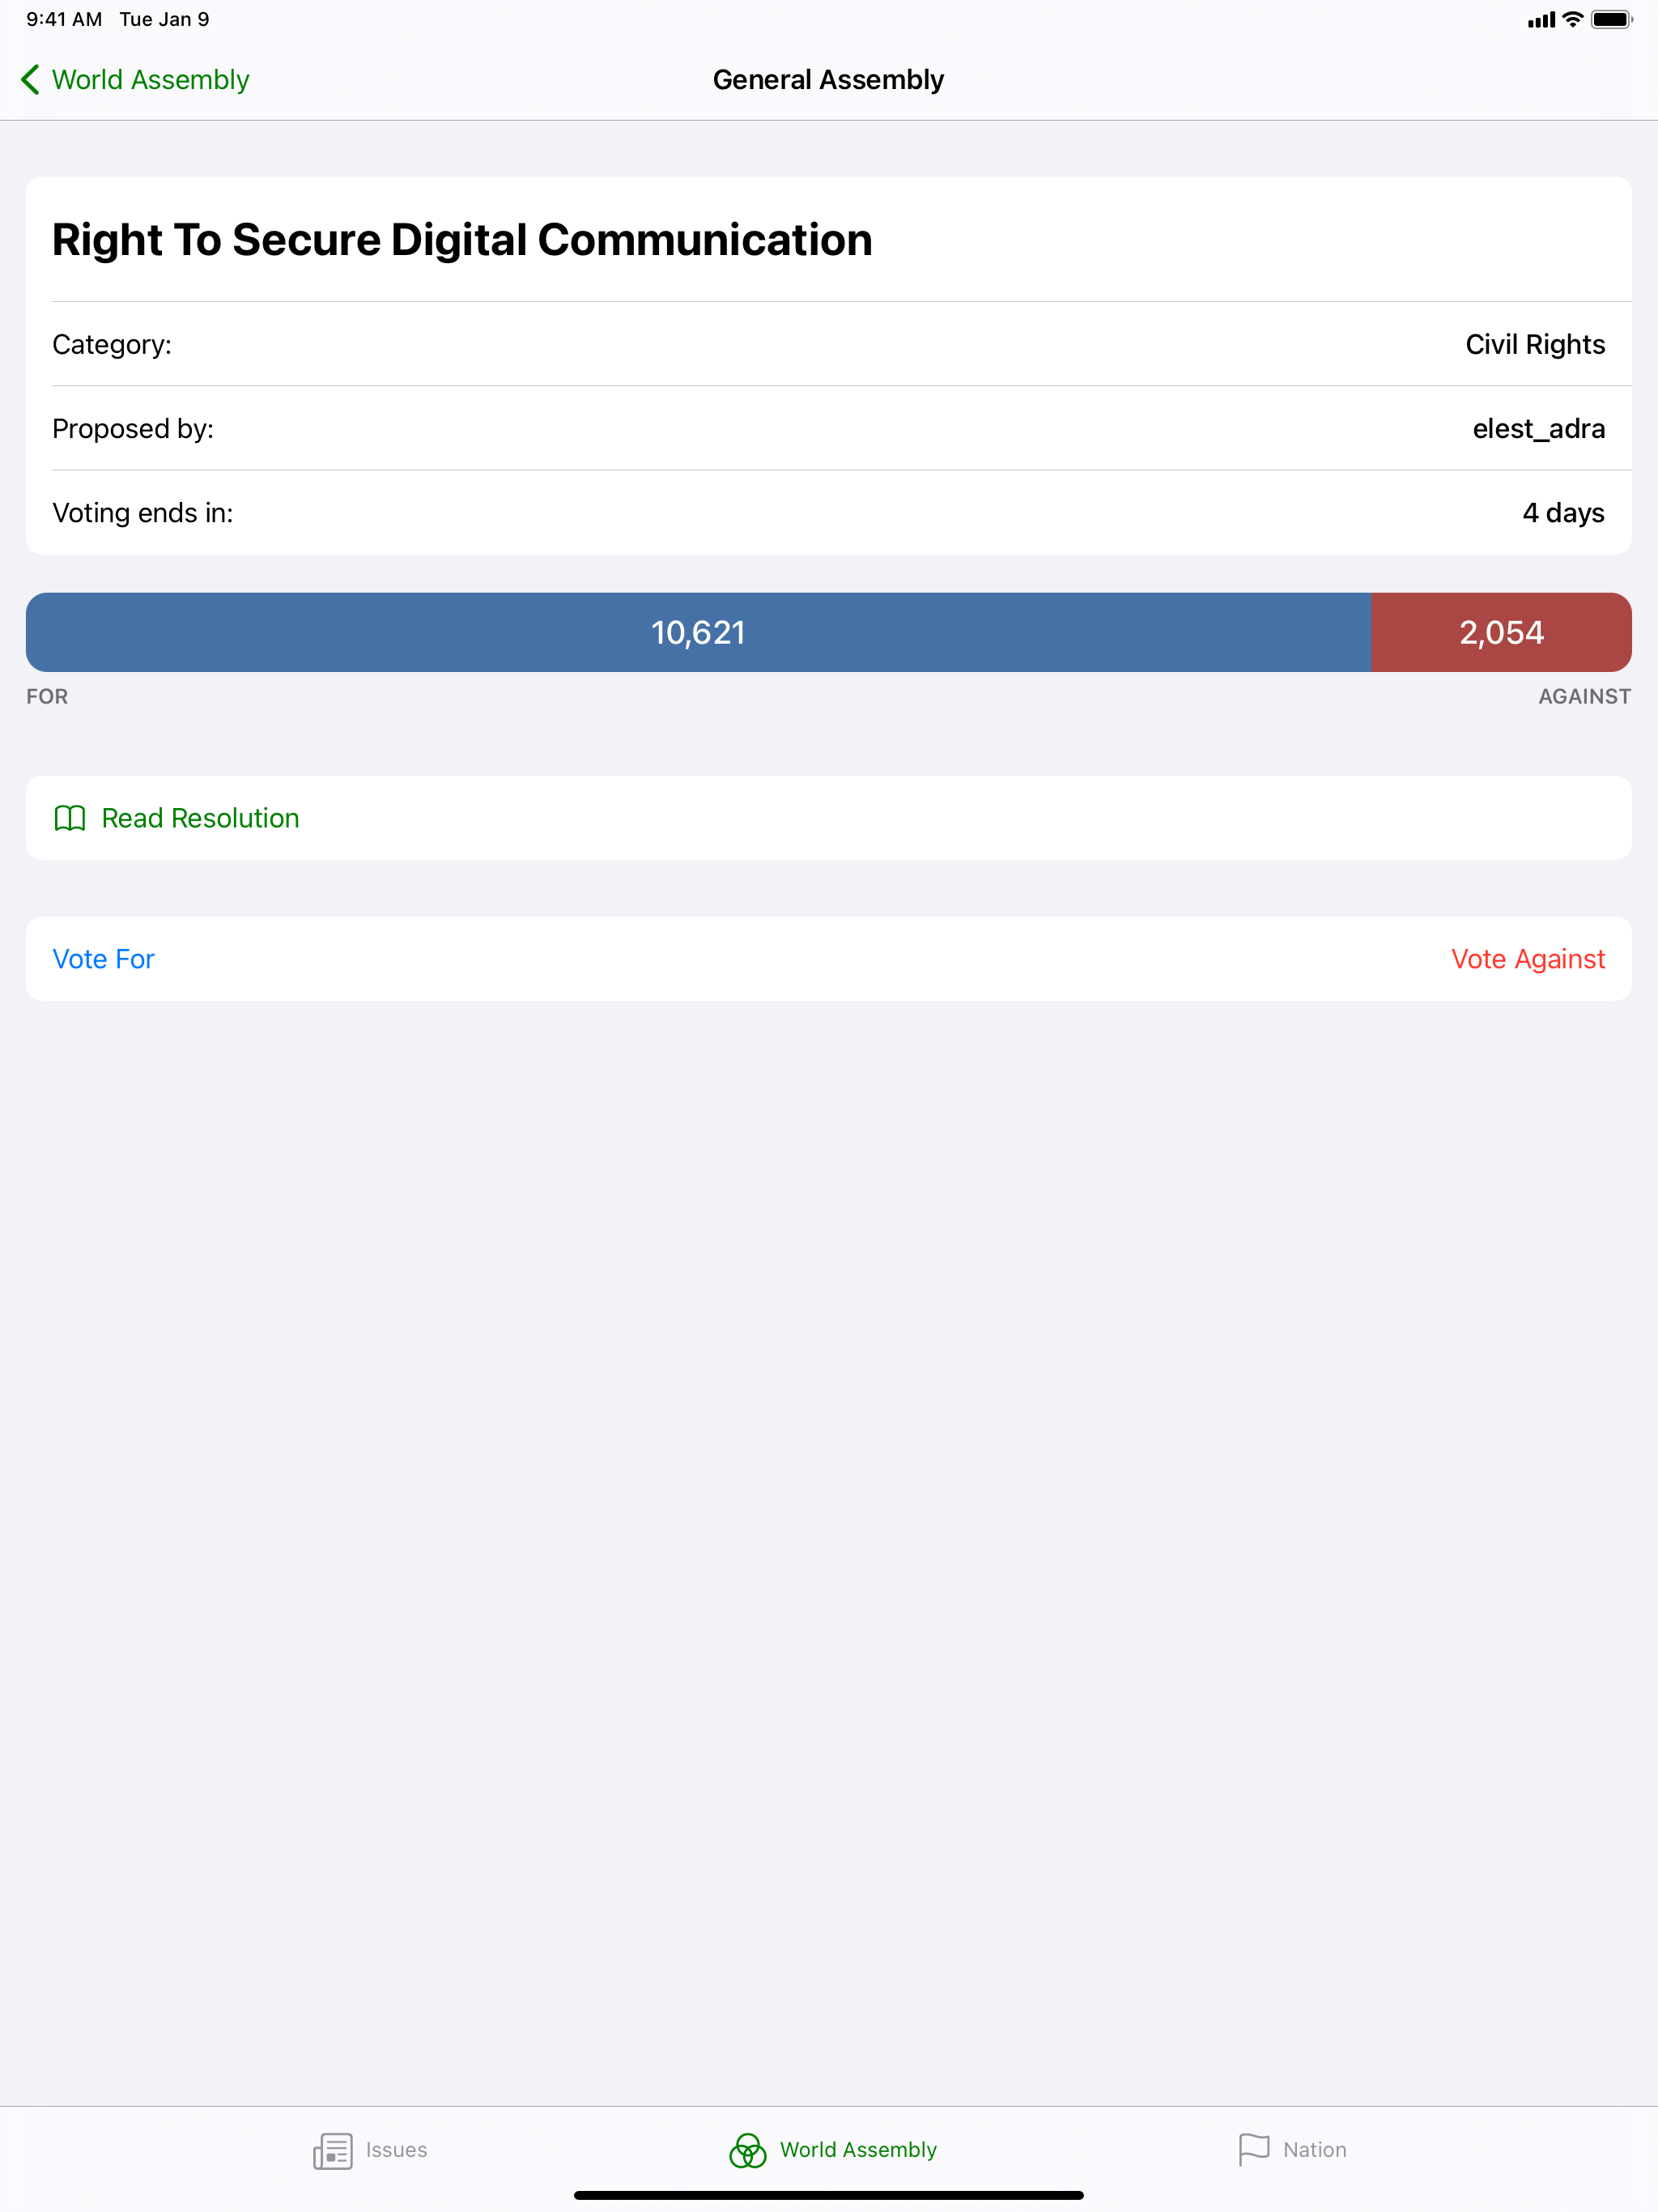 9:41 AM Tue Jan 9
World Assembly
General Assembly
Right To Secure Digital Communication
Category: Civil Rights
Proposed by: elest_adra
Voting ends in: 4 days
10,621 2,054
FOR AGAINST
Read Resolution
Vote For Vote Against
Issues World Assembly Nation